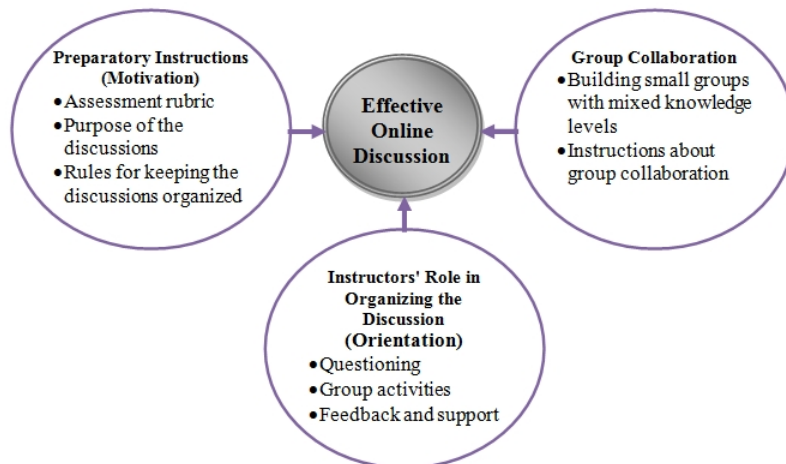 Preparatory Instructions
(Motivation)
•Assessment rubric
•Purpose of the
discussions
•Rules for keeping the
discussions organized
Effective
Online
Discussion
Group Collaboration
•Building small groups
with mixed knowledge
levels
•Instructions about
group collaboration
Instructors' Role in
Organizing the
Discussion
(Orientation)
•Questioning
•Group activities
•Feedback and support